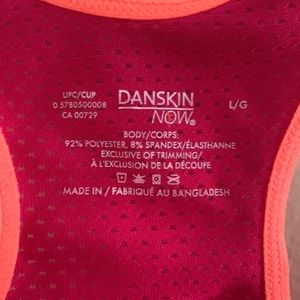 UPC/CUP
0 5780500008
CA 00729
DANSKIN
NOW®
L/G
BODY/CORPS:
92% POLYESTER, 8% SPANDEX/ÉLASTHANNE
EXCLUSIVE OF TRIMMING/
À L'EXCLUSION DE LA DÉCOUPE
MADE IN / FABRIQUÉ AU BANGLADESH